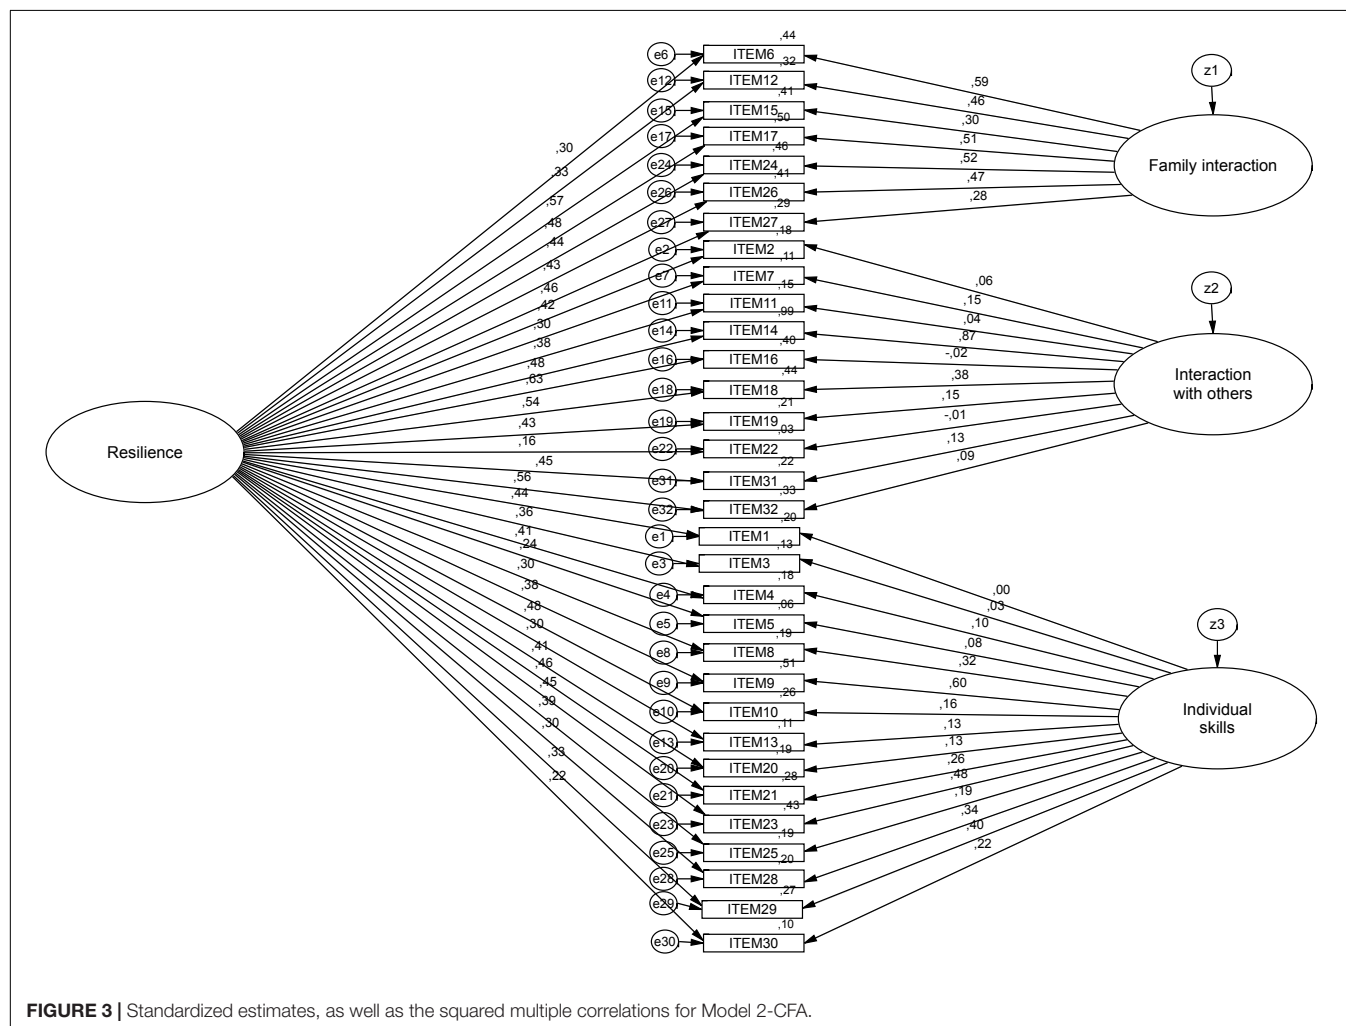 ,44
e6 ITEM6
,32
e12 ITEM12
,41
e15 ITEM15
,50
e17 ITEM17
,46
e24 ITEM24
,41
e26 ITEM26
,29
e27 ITEM27
,18
e2 ITEM2
,11
e7 ITEM7
,15
e11 ITEM11
,99
e14 ITEM14
,40
e16 ITEM16
,44
e18 ITEM18
,21
e19 ITEM19
,03
e22 ITEM22
,22
e31 ITEM31
,33
e32 ITEM32
,20
e1 ITEM1
,13
e3 ITEM3
,18
e4 ITEM4
,06
e5 ITEM5
,19
e8 ITEM8
,51
e9 ITEM9
,26
e10 ITEM10
,11
e13 ITEM13
,19
e20 ITEM20
,28
e21 ITEM21
,43
e23 ITEM23
,19
e25 ITEM25
,20
e28 ITEM28
,27
e29 ITEM29
,10
e30 ITEM30
Resilience
,30
,33
,57
,48
,44
,43
,46
,42
,30
,38
,48
,63
,54
,43
,16
,45
,56
,44
,36
,41
,24
,30
,38
,48
,30
,41
,46
,45
,39
,30
,33
,22
z1
Family interaction
,59
,46
,30
,51
,52
,47
,28
z2
Interaction
with others
,06
,15
,04
,87
-,02
,38
,15
-,01
,13
,09
z3
Individual
skills
,00
,03
,10
,08
,32
,60
,16
,13
,13
,26
,48
,19
,34
,40
,22
FIGURE 3 | Standardized estimates, as well as the squared multiple correlations for Model 2-CFA.